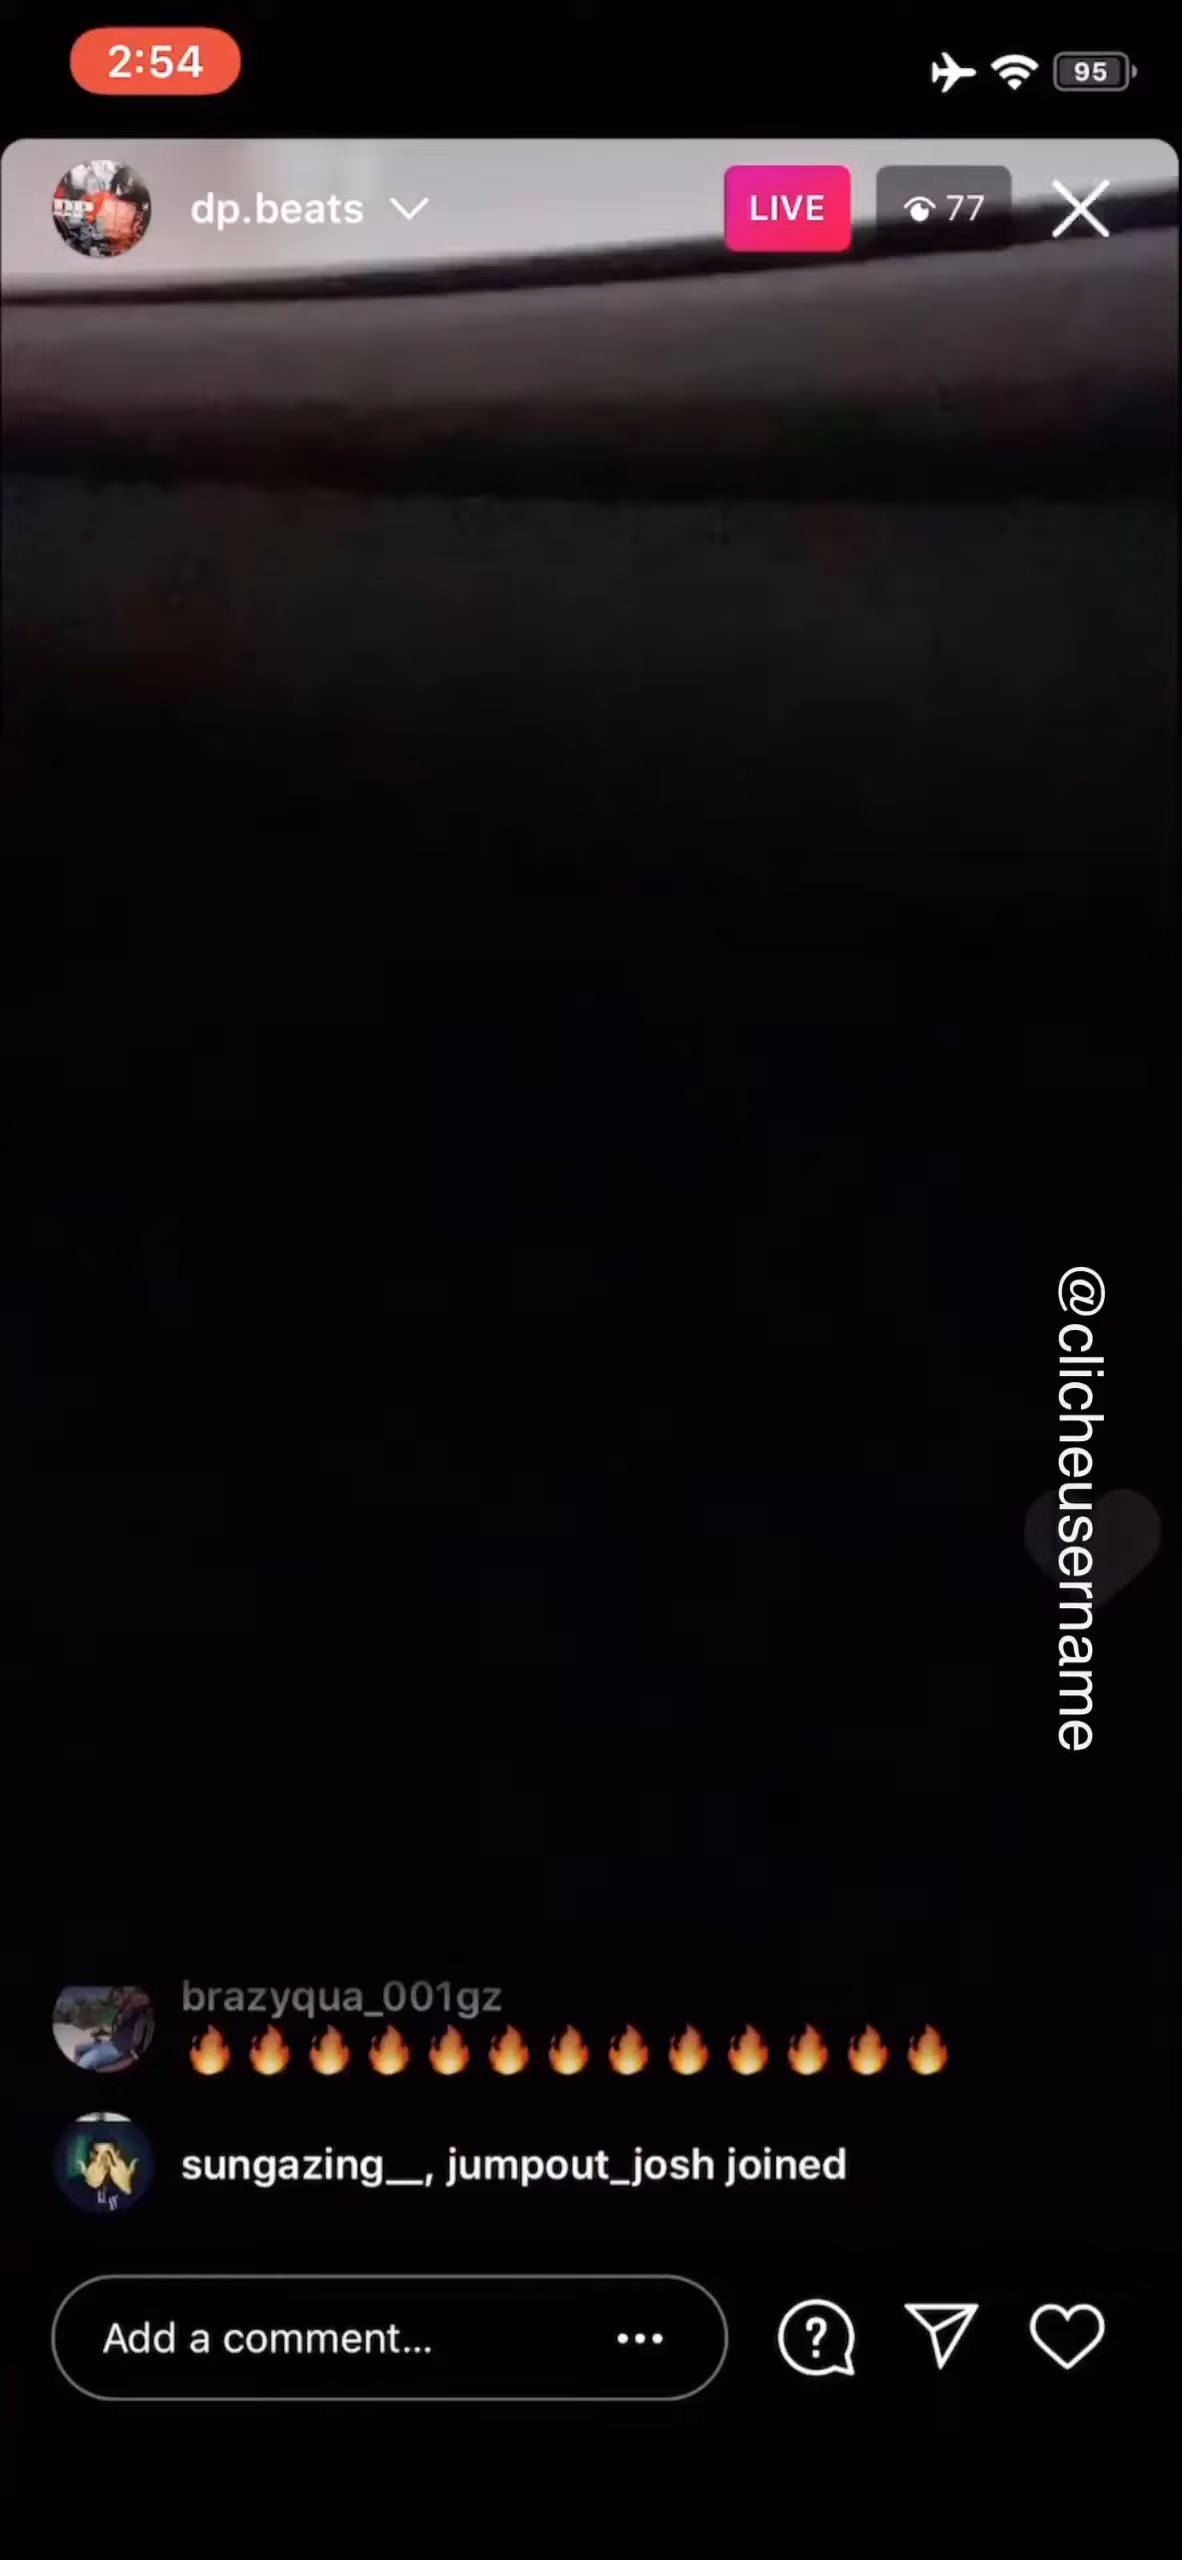 2:54
95
dp.beats
LIVE
77
@clicheusername
brazyqua_001gz
🔥🔥🔥🔥🔥🔥🔥🔥🔥🔥🔥🔥🔥
sungazing__, jumpout_josh joined
Add a comment...